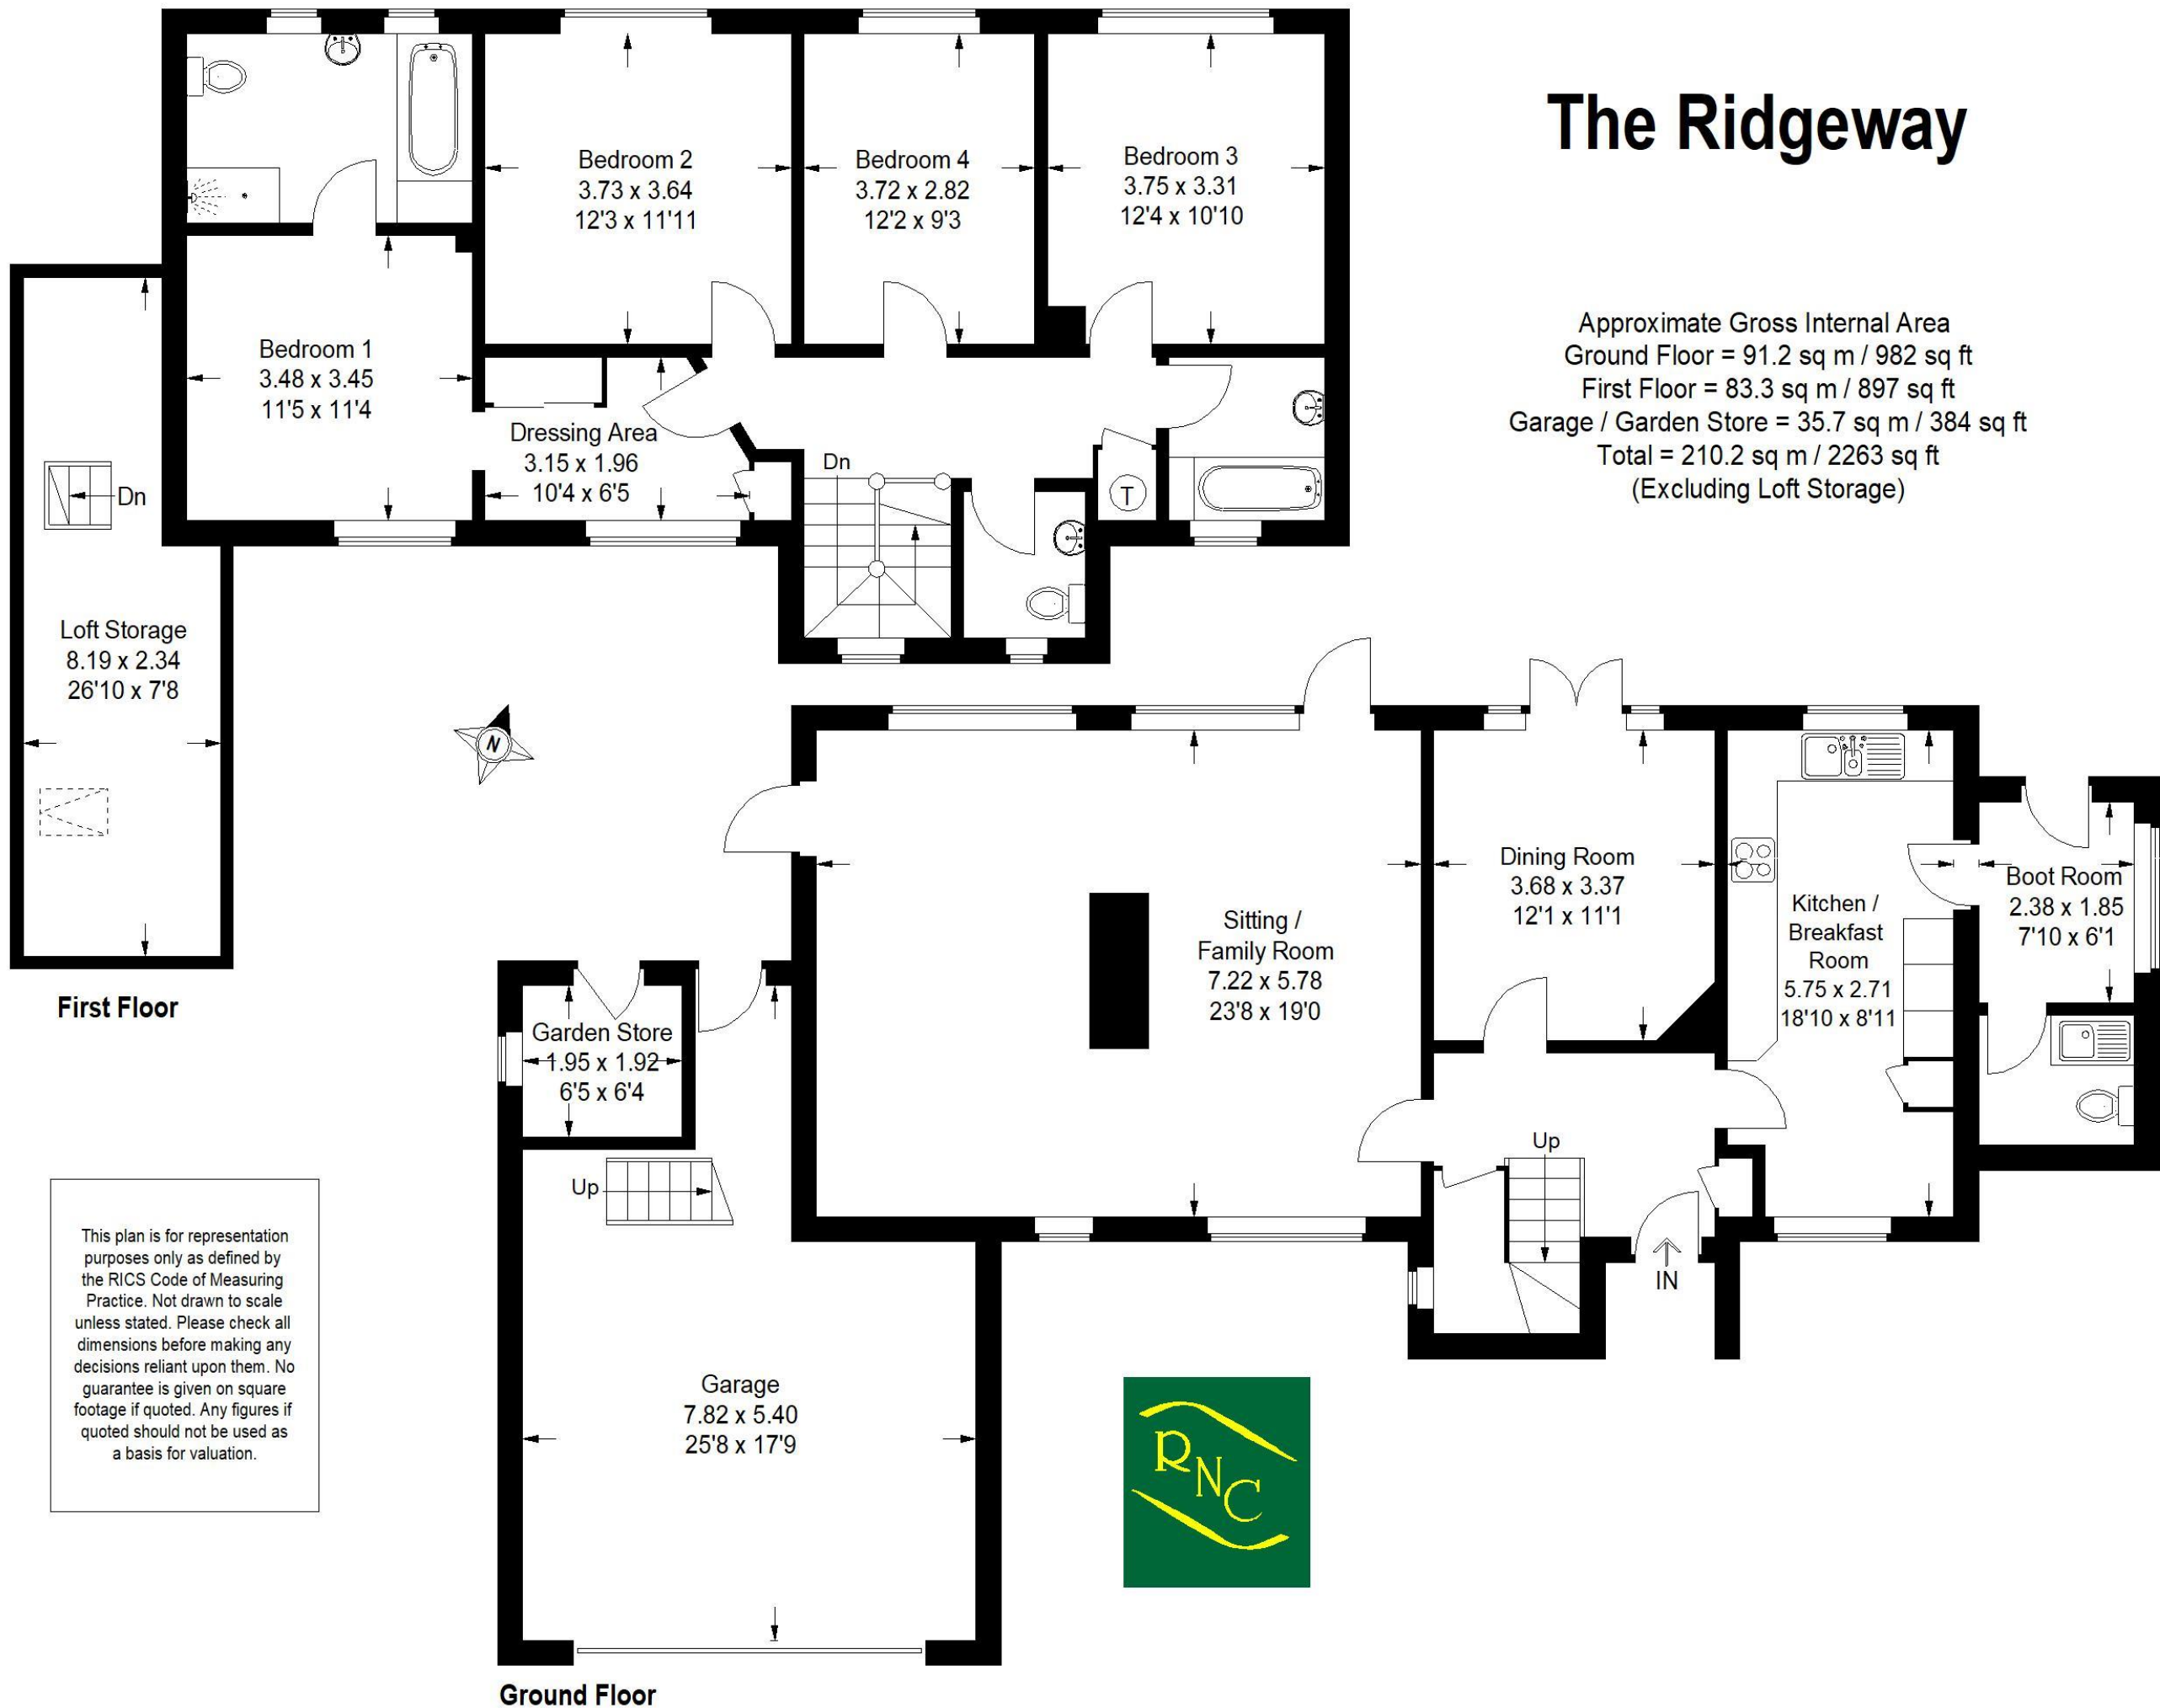 The Ridgeway
Approximate Gross Internal Area
Ground Floor = 91.2 sq m / 982 sq ft
First Floor = 83.3 sq m / 897 sq ft
Garage / Garden Store = 35.7 sq m / 384 sq ft
Total = 210.2 sq m / 2263 sq ft
(Excluding Loft Storage)
Bedroom 2
3.73 x 3.64
12'3 x 11'11
Bedroom 4
3.72 x 2.82
12'2 x 9'3
Bedroom 3
3.75 x 3.31
12'4 x 10'10
Bedroom 1
3.48 x 3.45
11'5 x 11'4
Dressing Area
3.15 x 1.96
10'4 x 6'5
Dn
T
Dn
Loft Storage
8.19 x 2.34
26'10 x 7'8
First Floor
N
Sitting /
Family Room
7.22 x 5.78
23'8 x 19'0
Dining Room
3.68 x 3.37
12'1 x 11'1
Kitchen /
Breakfast
Room
5.75 x 2.71
18'10 x 8'11
Boot Room
2.38 x 1.85
7'10 x 6'1
Garden Store
1.95 x 1.92
6'5 x 6'4
Up
Up
IN
Garage
7.82 x 5.40
25'8 x 17'9
Ground Floor
This plan is for representation
purposes only as defined by
the RICS Code of Measuring
Practice. Not drawn to scale
unless stated. Please check all
dimensions before making any
decisions reliant upon them. No
guarantee is given on square
footage if quoted. Any figures if
quoted should not be used as
a basis for valuation.
RNC